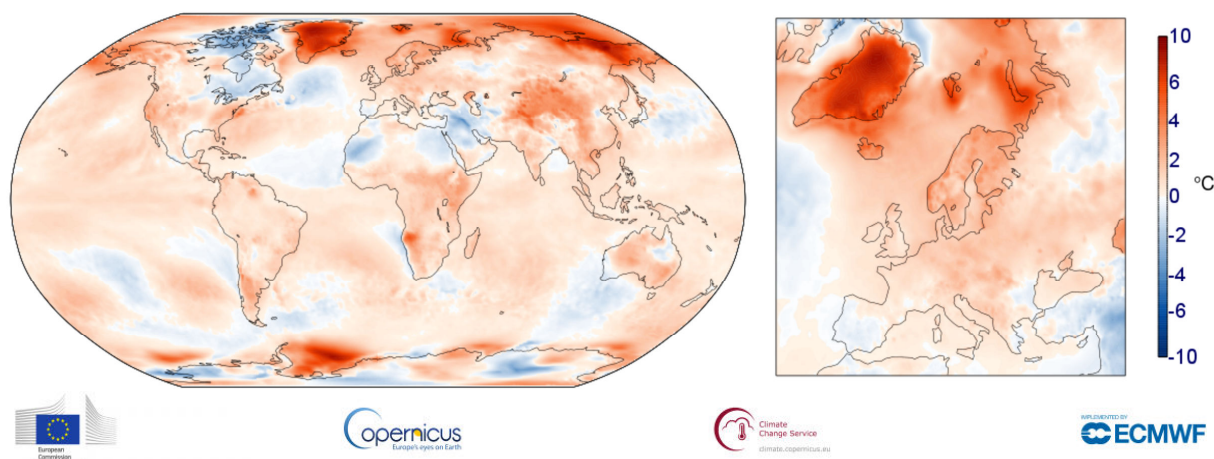 10
6
4
2
0
°C
-2
-4
-6
-10
European
Commission
opernicus
Europe's eyes on Earth
Climate
Change Service
climate.copernicus.eu
IMPLEMENTED BY
ECMWF